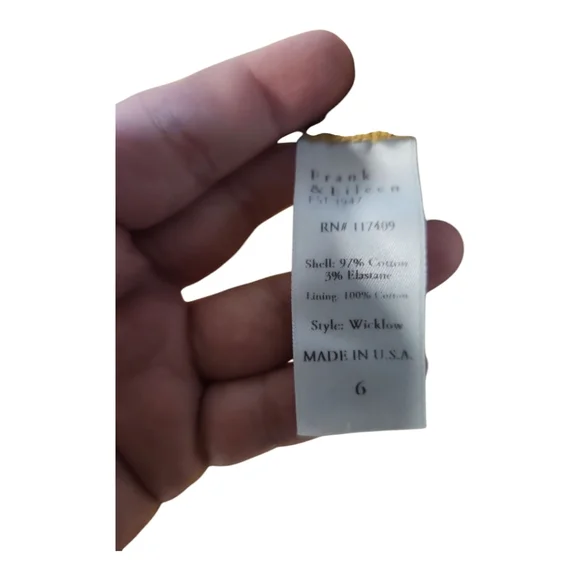 Frank
& Eileen
EST 1947
RN# 117409
Shell: 97% Cotton
3% Elastane
Lining: 100% Cotton
Style: Wicklow
MADE IN U.S.A.
6